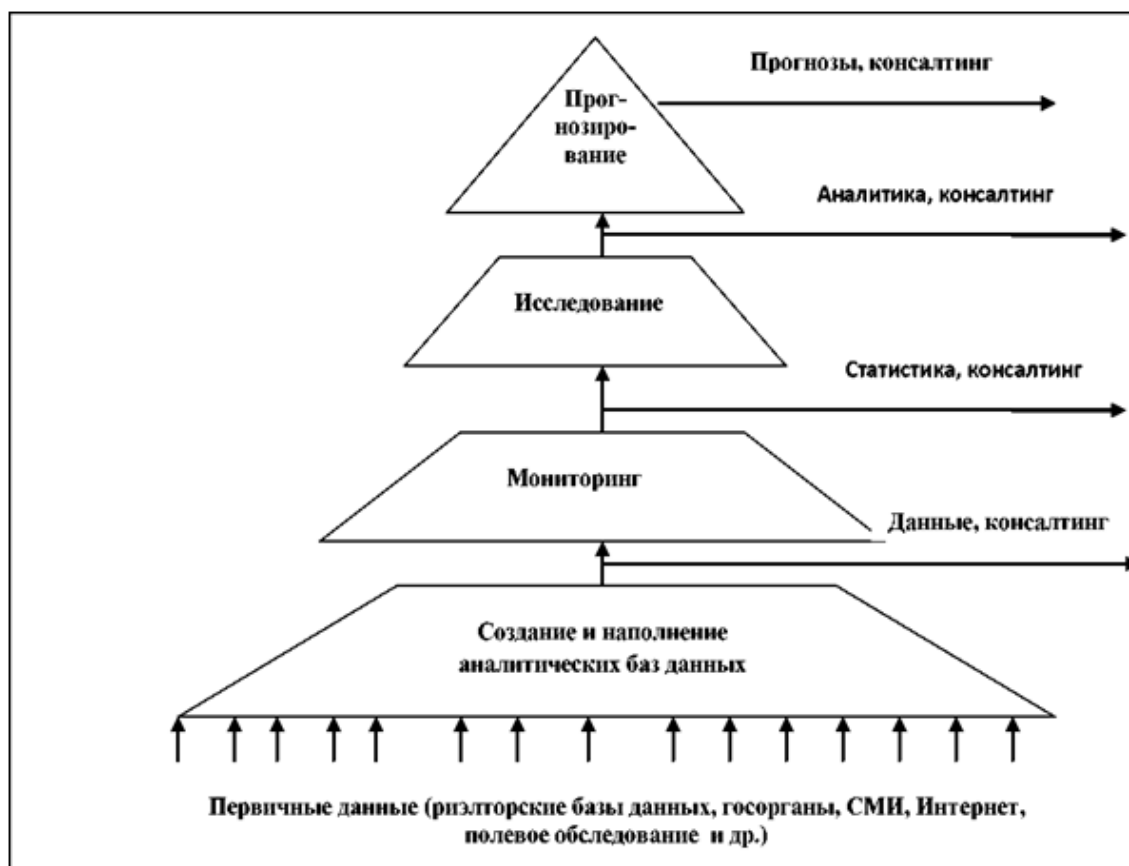 Прогнозы, консалтинг
Прог-
нозиро-
вание
Аналитика, консалтинг
Исследование
Статистика, консалтинг
Мониторинг
Данные, консалтинг
Создание и наполнение
аналитических баз данных
Первичные данные (риэлторские базы данных, госорганы, СМИ, Интернет,
полевое обследование и др.)